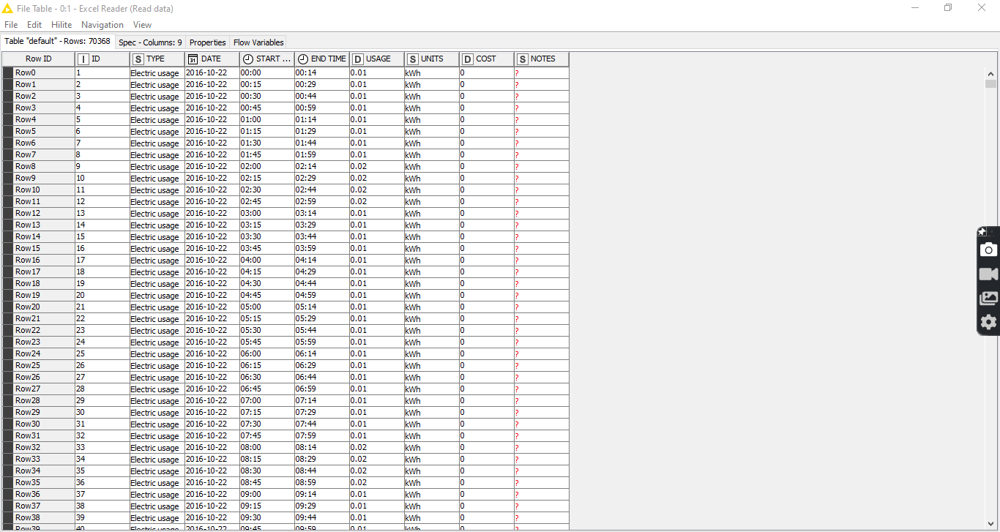 File Table - 0:1 - Excel Reader (Read data)
File Edit Hilite Navigation View
Table "default" - Rows: 70368 Spec - Columns: 9 Properties Flow Variables
Row ID I ID S TYPE 31 DATE START ... END TIME D USAGE S UNITS D COST S NOTES
Row0 1 Electric usage 2016-10-22 00:00 00:14 0.01 kWh 0 ?
Row1 2 Electric usage 2016-10-22 00:15 00:29 0.01 kWh 0 ?
Row2 3 Electric usage 2016-10-22 00:30 00:44 0.01 kWh 0 ?
Row3 4 Electric usage 2016-10-22 00:45 00:59 0.01 kWh 0 ?
Row4 5 Electric usage 2016-10-22 01:00 01:14 0.01 kWh 0 ?
Row5 6 Electric usage 2016-10-22 01:15 01:29 0.01 kWh 0 ?
Row6 7 Electric usage 2016-10-22 01:30 01:44 0.01 kWh 0 ?
Row7 8 Electric usage 2016-10-22 01:45 01:59 0.01 kWh 0 ?
Row8 9 Electric usage 2016-10-22 02:00 02:14 0.02 kWh 0 ?
Row9 10 Electric usage 2016-10-22 02:15 02:29 0.02 kWh 0 ?
Row10 11 Electric usage 2016-10-22 02:30 02:44 0.02 kWh 0 ?
Row11 12 Electric usage 2016-10-22 02:45 02:59 0.02 kWh 0 ?
Row12 13 Electric usage 2016-10-22 03:00 03:14 0.01 kWh 0 ?
Row13 14 Electric usage 2016-10-22 03:15 03:29 0.01 kWh 0 ?
Row14 15 Electric usage 2016-10-22 03:30 03:44 0.01 kWh 0 ?
Row15 16 Electric usage 2016-10-22 03:45 03:59 0.01 kWh 0 ?
Row16 17 Electric usage 2016-10-22 04:00 04:14 0.01 kWh 0 ?
Row17 18 Electric usage 2016-10-22 04:15 04:29 0.01 kWh 0 ?
Row18 19 Electric usage 2016-10-22 04:30 04:44 0.01 kWh 0 ?
Row19 20 Electric usage 2016-10-22 04:45 04:59 0.01 kWh 0 ?
Row20 21 Electric usage 2016-10-22 05:00 05:14 0.01 kWh 0 ?
Row21 22 Electric usage 2016-10-22 05:15 05:29 0.01 kWh 0 ?
Row22 23 Electric usage 2016-10-22 05:30 05:44 0.01 kWh 0 ?
Row23 24 Electric usage 2016-10-22 05:45 05:59 0.01 kWh 0 ?
Row24 25 Electric usage 2016-10-22 06:00 06:14 0.01 kWh 0 ?
Row25 26 Electric usage 2016-10-22 06:15 06:29 0.01 kWh 0 ?
Row26 27 Electric usage 2016-10-22 06:30 06:44 0.01 kWh 0 ?
Row27 28 Electric usage 2016-10-22 06:45 06:59 0.01 kWh 0 ?
Row28 29 Electric usage 2016-10-22 07:00 07:14 0.01 kWh 0 ?
Row29 30 Electric usage 2016-10-22 07:15 07:29 0.01 kWh 0 ?
Row30 31 Electric usage 2016-10-22 07:30 07:44 0.01 kWh 0 ?
Row31 32 Electric usage 2016-10-22 07:45 07:59 0.01 kWh 0 ?
Row32 33 Electric usage 2016-10-22 08:00 08:14 0.02 kWh 0 ?
Row33 34 Electric usage 2016-10-22 08:15 08:29 0.02 kWh 0 ?
Row34 35 Electric usage 2016-10-22 08:30 08:44 0.02 kWh 0 ?
Row35 36 Electric usage 2016-10-22 08:45 08:59 0.02 kWh 0 ?
Row36 37 Electric usage 2016-10-22 09:00 09:14 0.01 kWh 0 ?
Row37 38 Electric usage 2016-10-22 09:15 09:29 0.01 kWh 0 ?
Row38 39 Electric usage 2016-10-22 09:30 09:44 0.01 kWh 0 ?
Row39 40 Electric usage 2016-10-22 09:45 09:59 0.01 kWh 0 ?